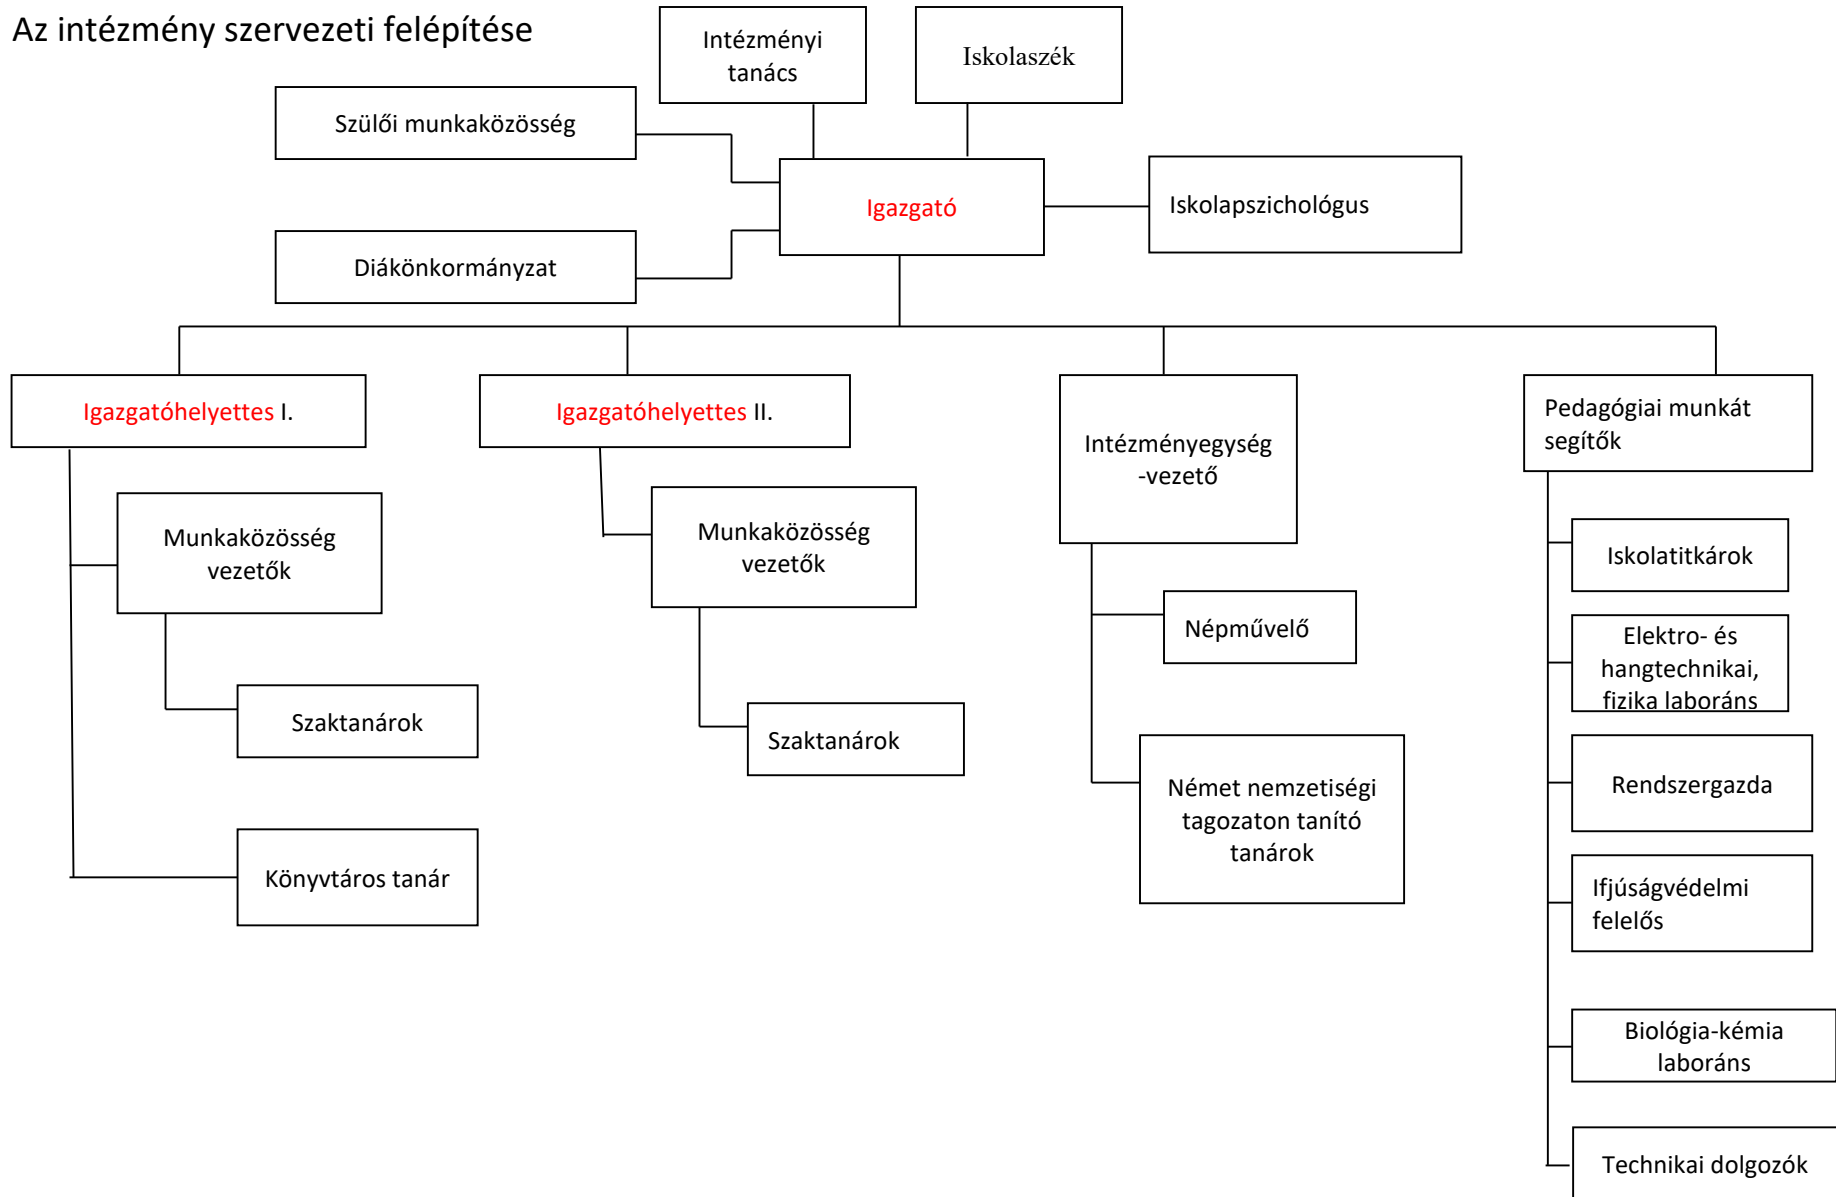 Az intézmény szervezeti felépítése
Intézményi
tanács
Iskolaszék
Szülői munkaközösség
Igazgató
Iskolapszichológus
Diákönkormányzat
Igazgatóhelyettes I.
Igazgatóhelyettes II.
Intézményegység
-vezető
Pedagógiai munkát
segítők
Munkaközösség
vezetők
Munkaközösség
vezetők
Iskolatitkárok
Népművelő
Elektro- és
hangtechnikai,
fizika laboráns
Szaktanárok
Szaktanárok
Német nemzetiségi
tagozaton tanító
tanárok
Rendszergazda
Könyvtáros tanár
Ifjúságvédelmi
felelős
Biológia-kémia
laboráns
Technikai dolgozók